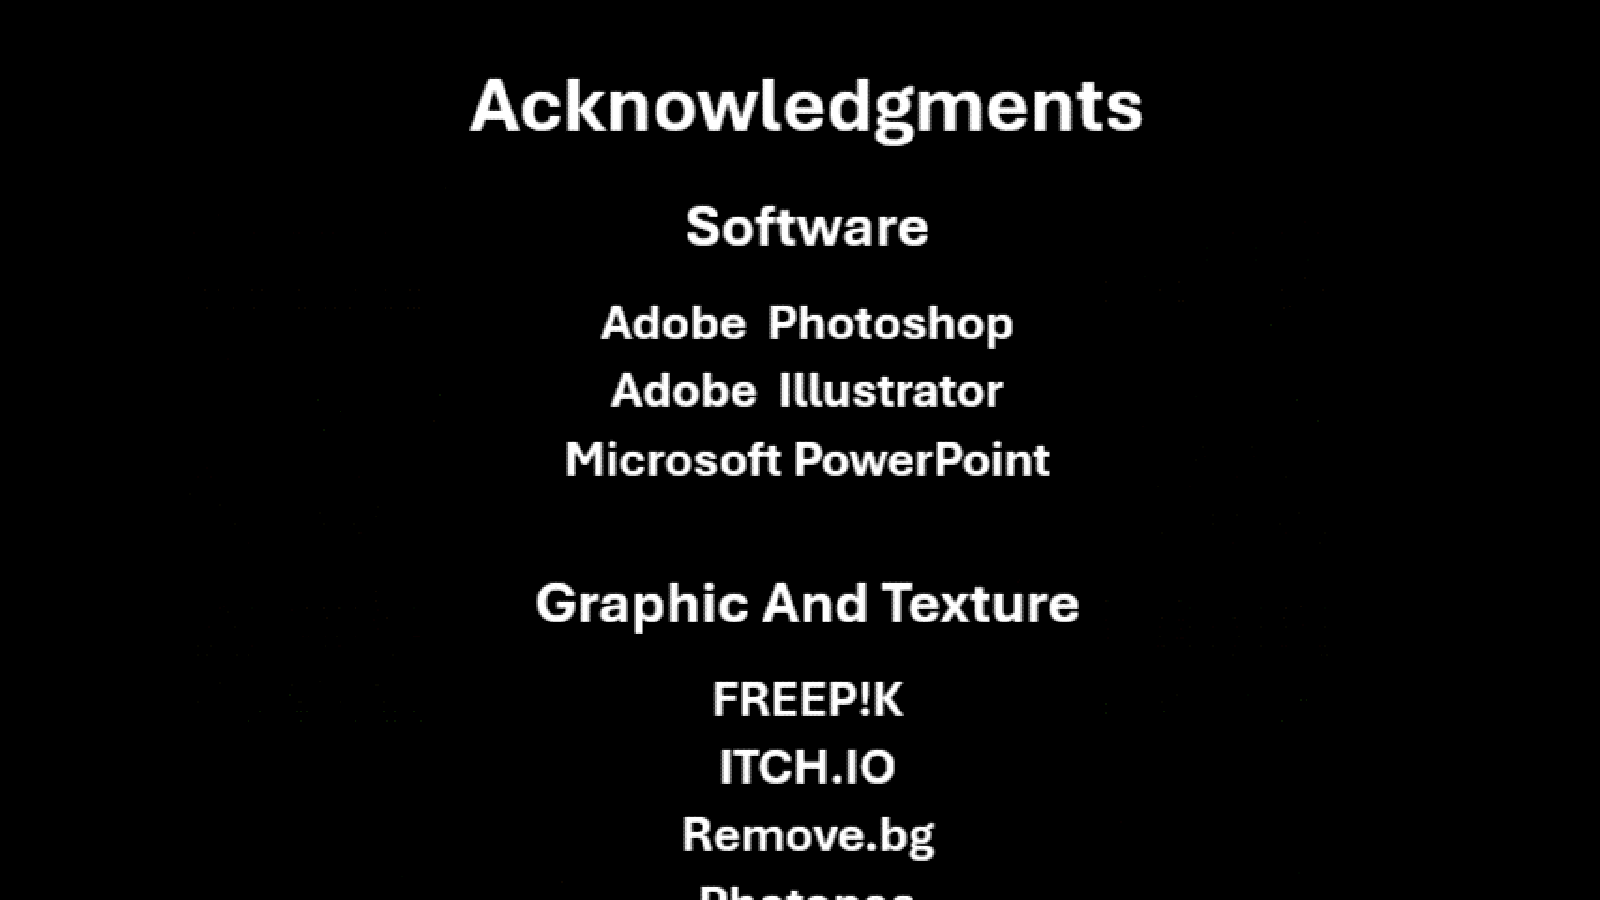 Acknowledgments
Software
Adobe Photoshop
Adobe Illustrator
Microsoft PowerPoint
Graphic And Texture
FREEP!K
ITCH.IO
Remove.bg